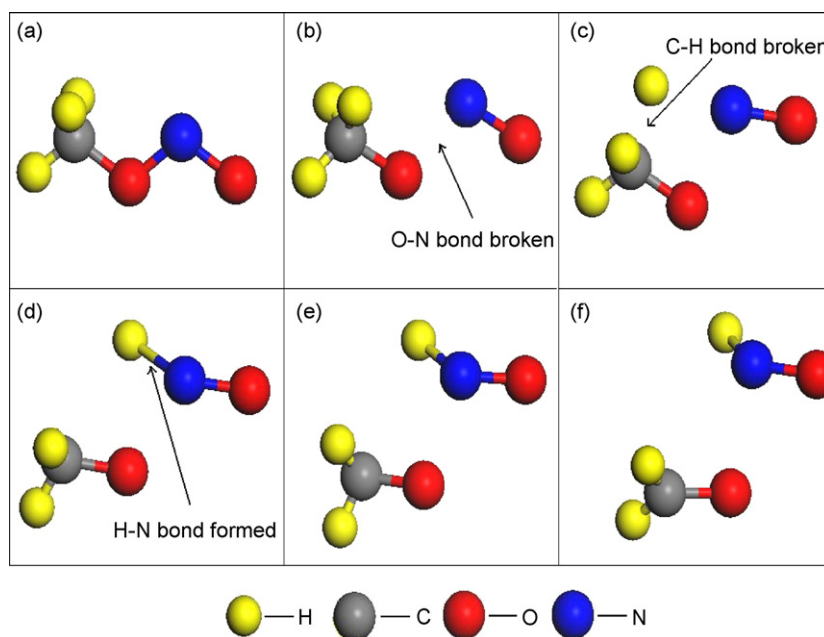 (a)
(b)
(c)
C-H bond broken
O-N bond broken
(d)
(e)
(f)
H-N bond formed
H
C
O
N